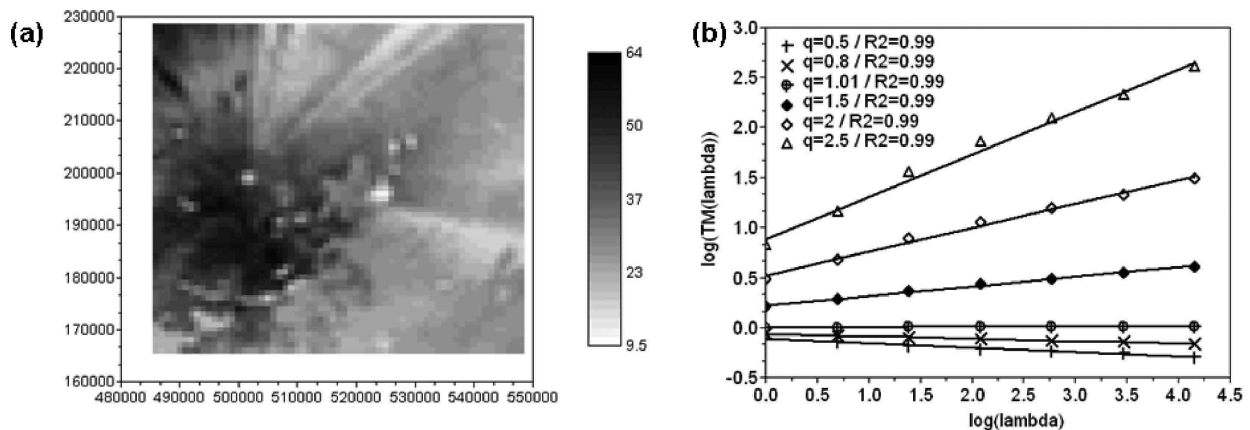 (a)
230000
220000
210000
200000
190000
180000
170000
160000
480000 490000 500000 510000 520000 530000 540000 550000
64
50
37
23
9.5
(b)
log(TM(lambda))
3.0
2.5
2.0
1.5
1.0
0.5
0.0
-0.5
q=0.5 / R2=0.99
q=0.8 / R2=0.99
q=1.01 / R2=0.99
q=1.5 / R2=0.99
q=2 / R2=0.99
q=2.5 / R2=0.99
0.0 0.5 1.0 1.5 2.0 2.5 3.0 3.5 4.0 4.5
log(lambda)